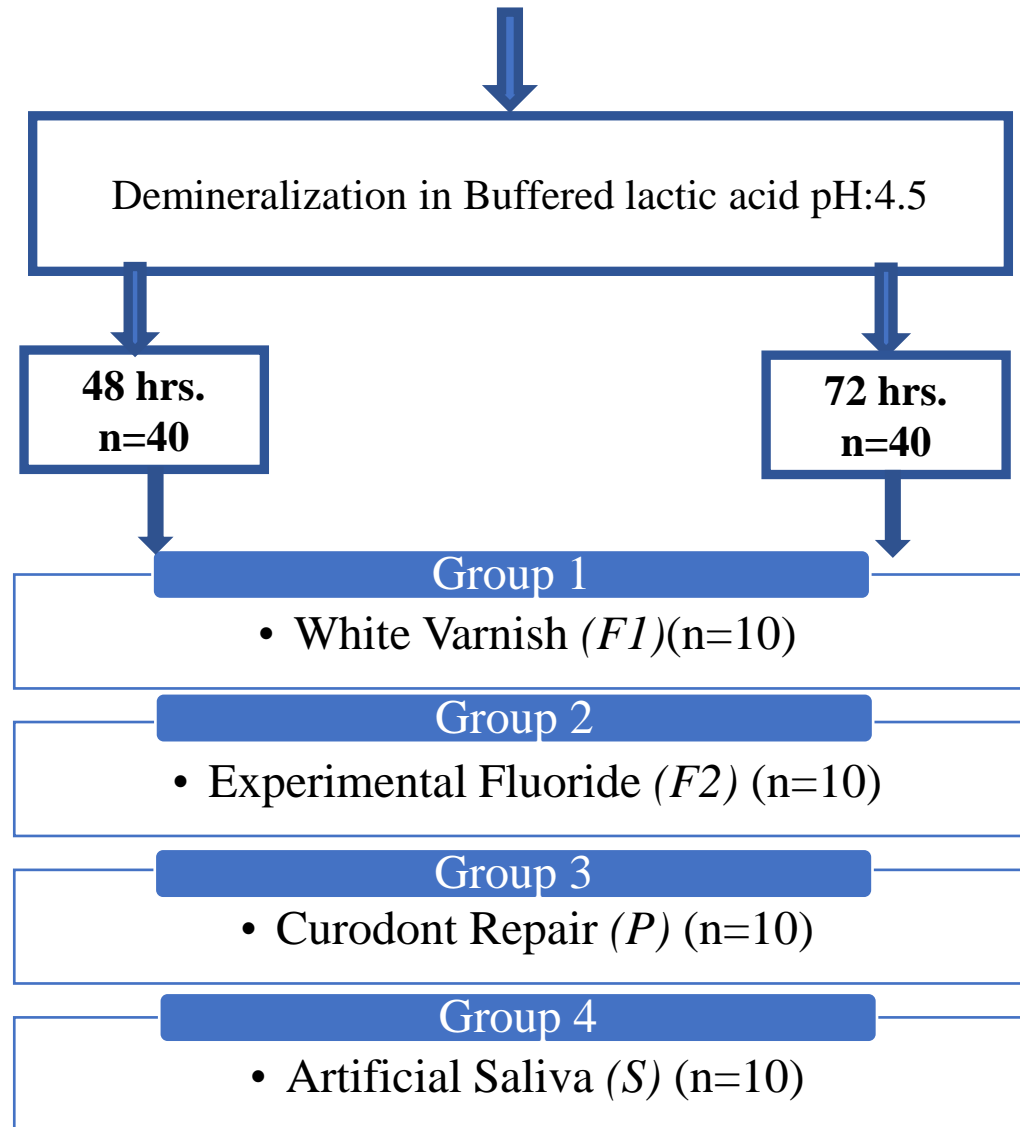 Demineralization in Buffered lactic acid pH:4.5
48 hrs.
n=40
72 hrs.
n=40
Group 1
• White Varnish (F1)(n=10)
Group 2
• Experimental Fluoride (F2) (n=10)
Group 3
• Curodont Repair (P) (n=10)
Group 4
• Artificial Saliva (S) (n=10)